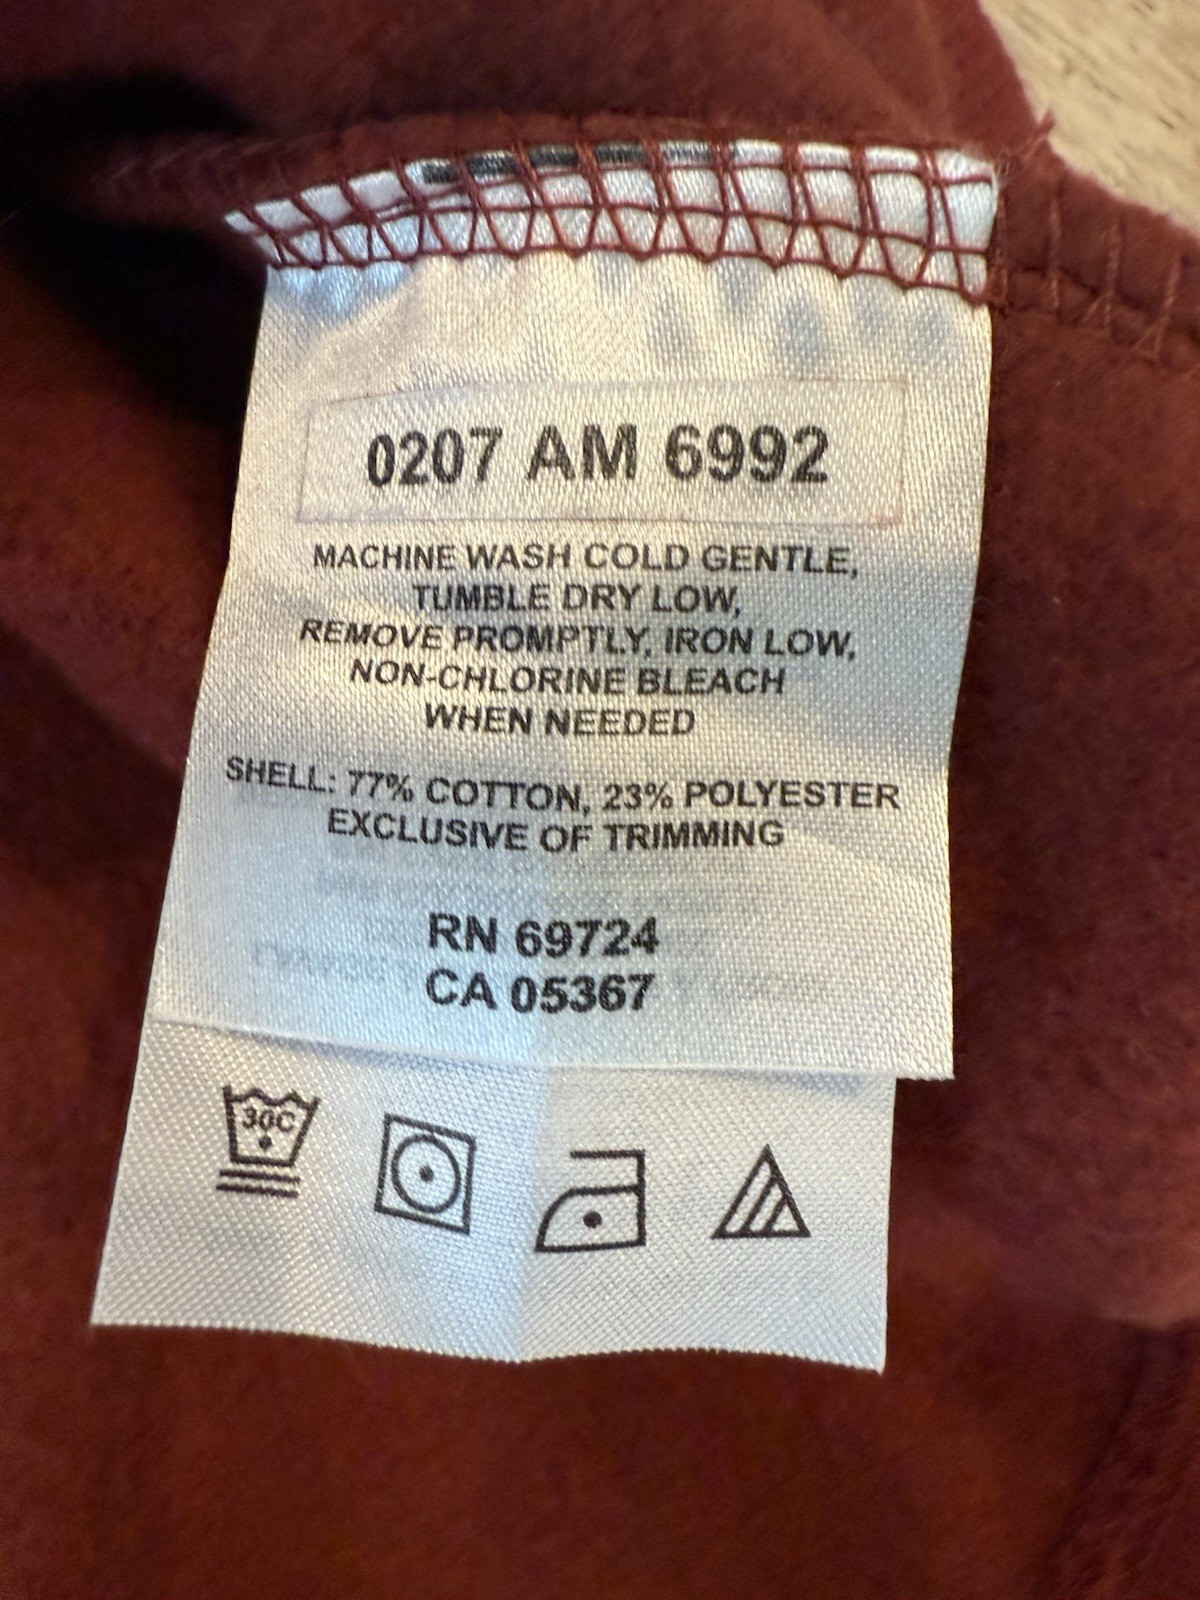 0207 AM 6992
MACHINE WASH COLD GENTLE,
TUMBLE DRY LOW,
REMOVE PROMPTLY, IRON LOW,
NON-CHLORINE BLEACH
WHEN NEEDED
SHELL: 77% COTTON, 23% POLYESTER
EXCLUSIVE OF TRIMMING
RN 69724
CA 05367
30C